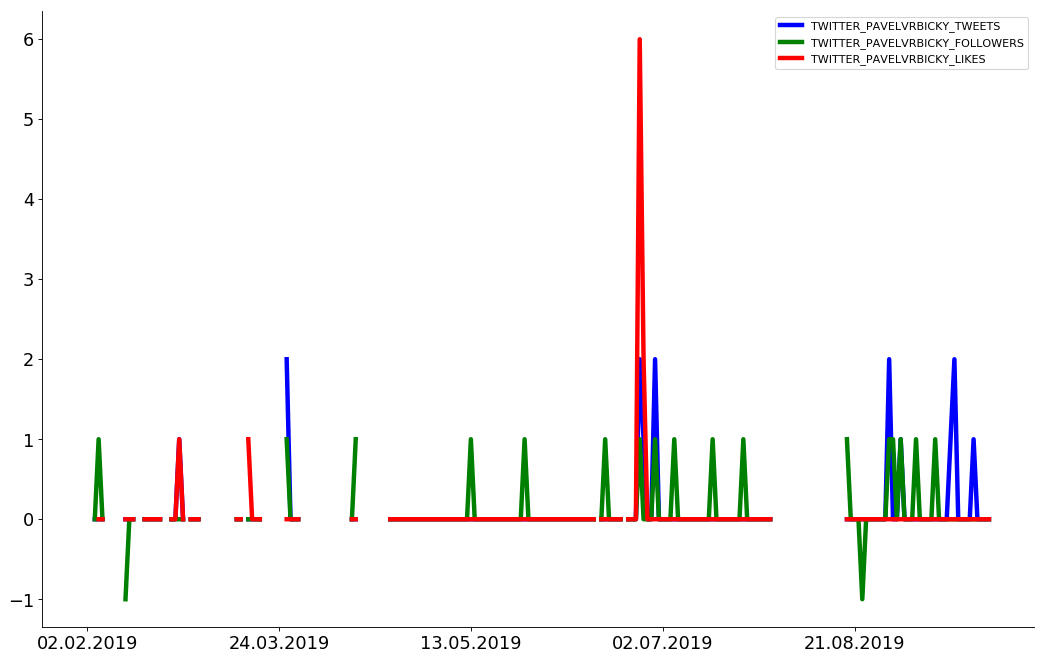 TWITTER_PAVELVRBICKY_TWEETS
TWITTER_PAVELVRBICKY_FOLLOWERS
TWITTER_PAVELVRBICKY_LIKES
6
5
4
3
2
1
0
−1
02.02.2019 24.03.2019 13.05.2019 02.07.2019 21.08.2019